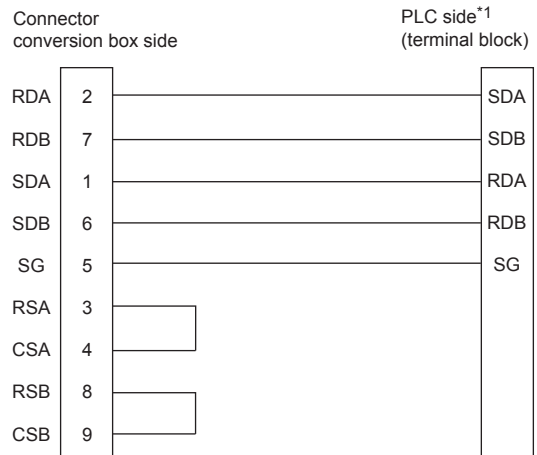 Connector
conversion box side
PLC side*1
(terminal block)
RDA 2 SDA
RDB 7 SDB
SDA 1 RDA
SDB 6 RDB
SG 5 SG
RSA 3
CSA 4
RSB 8
CSB 9